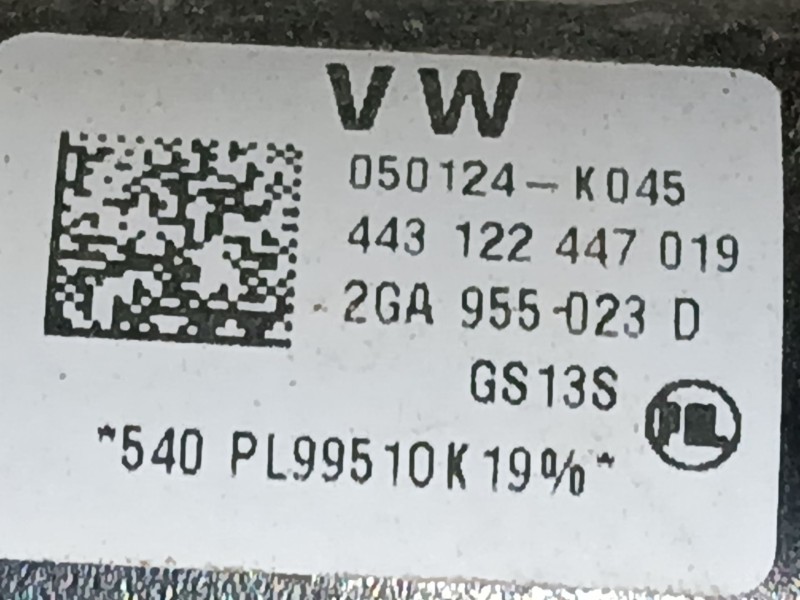 VW
050124-K045
443 122 447 019
2GA 955-023 D
GS13S
*540 PL99510K19%*